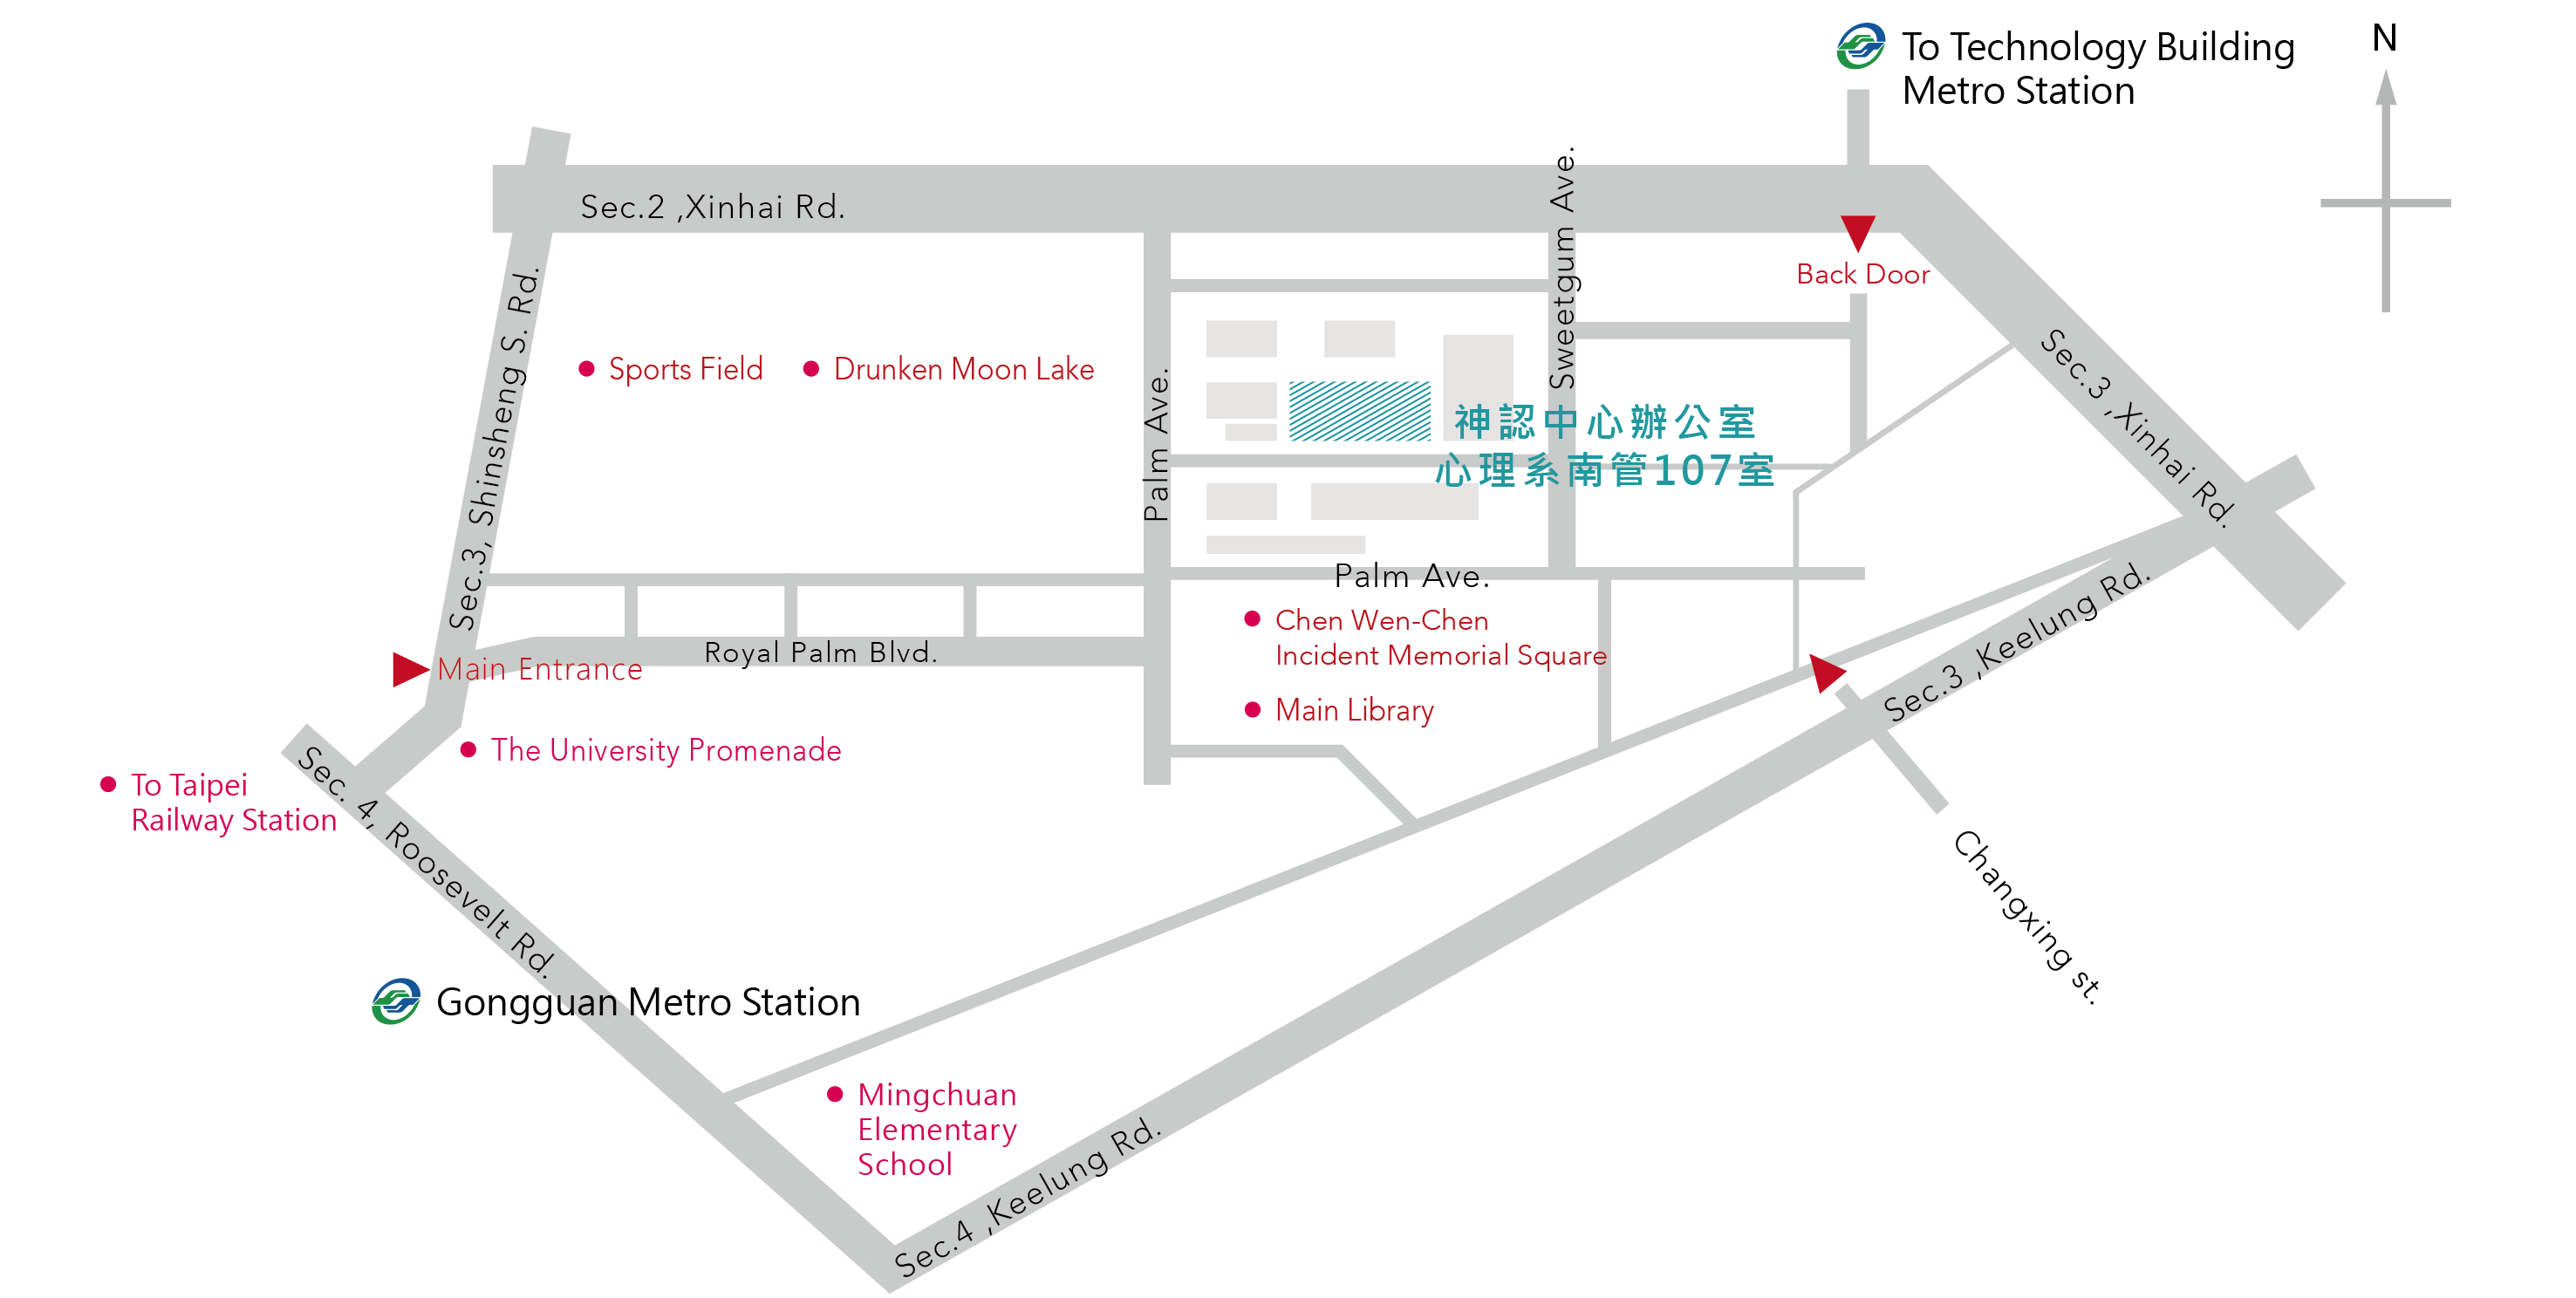 To Technology Building
Metro Station
N
Sec.2 ,Xinhai Rd.
Sweetgum Ave.
Back Door
Sec.3, Shinsheng S. Rd.
Sports Field
Drunken Moon Lake
Palm Ave.
Sec.3 ,Xinhai Rd.
神認中心辦公室
心理系南管107室
Palm Ave.
Chen Wen-Chen
Incident Memorial Square
Royal Palm Blvd.
Main Entrance
Main Library
Sec.3 ,Keelung Rd.
The University Promenade
To Taipei
Railway Station
Sec. 4, Roosevelt Rd.
Changxing st.
Gongguan Metro Station
Mingchuan
Elementary
School
Sec.4 ,Keelung Rd.